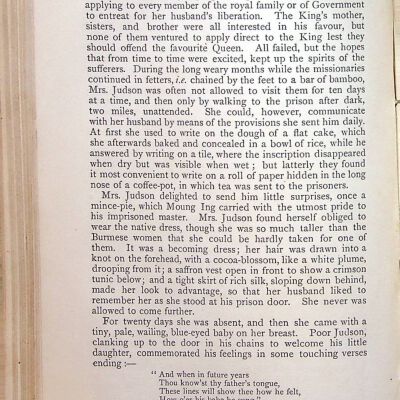 applying to every member of the royal family or of Government
to entreat for her husband's liberation. The King's mother,
sisters, and brother were all interested in his favour, but
none of them ventured to apply direct to the King lest they
should offend the favourite Queen. All failed, but the hopes
that from time to time were excited, kept up the spirits of the
sufferers. During the long weary months while the missionaries
continued in fetters, i.e. chained by the feet to a bar of bamboo,
Mrs. Judson was often not allowed to visit them for ten days
at a time, and then only by walking to the prison after dark,
two miles, unattended. She could, however, communicate
with her husband by means of the provisions she sent him daily.
At first she used to write on the dough of a flat cake, which
she afterwards baked and concealed in a bowl of rice, while he
answered by writing on a tile, where the inscription disappeared
when dry but was visible when wet; but latterly they found
it most convenient to write on a roll of paper hidden in the long
nose of a coffee-pot, in which tea was sent to the prisoners.
Mrs. Judson delighted to send him little surprises, once a
mince-pie, which Moung Ing carried with the utmost pride to
his imprisoned master. Mrs. Judson found herself obliged to
wear the native dress, though she was so much taller than the
Burmese women that she could be hardly taken for one of
them. It was a becoming dress; her hair was drawn into a
knot on the forehead, with a cocoa-blossom, like a white plume,
drooping from it; a saffron vest open in front to show a crimson
tunic below; and a tight skirt of rich silk, sloping down behind,
made her look to advantage, so that her husband liked to
remember her as she stood at his prison door. She never was
allowed to come further.
For twenty days she was absent, and then she came with a
tiny, pale, wailing, blue-eyed baby on her breast. Poor Judson,
clanking up to the door in his chains to welcome his little
daughter, commemorated his feelings in some touching verses
ending:—
"And when in future years
Thou know'st thy father's tongue,
These lines will show thee how he felt,
How o'er his babe he sung."